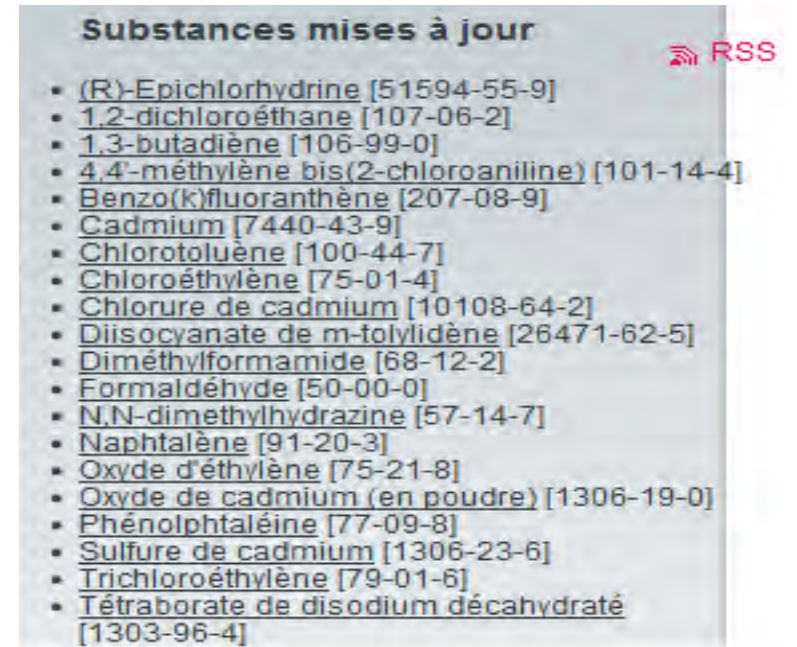 Substances mises à jour
RSS
(R)-Epichlorhydrine [51594-55-9]
1,2-dichloroéthane [107-06-2]
1,3-butadiène [106-99-0]
4,4'-méthylène bis(2-chloroaniline) [101-14-4]
Benzo(k)fluoranthène [207-08-9]
Cadmium [7440-43-9]
Chlorotoluène [100-44-7]
Chloroéthylène [75-01-4]
Chlorure de cadmium [10108-64-2]
Diisocyanate de m-tolylidène [26471-62-5]
Diméthylformamide [68-12-2]
Formaldéhyde [50-00-0]
N,N-dimethylhydrazine [57-14-7]
Naphtalène [91-20-3]
Oxyde d'éthylène [75-21-8]
Oxyde de cadmium (en poudre) [1306-19-0]
Phénolphtaléine [77-09-8]
Sulfure de cadmium [1306-23-6]
Trichloroéthylène [79-01-6]
Tétraborate de disodium décahydraté
[1303-96-4]